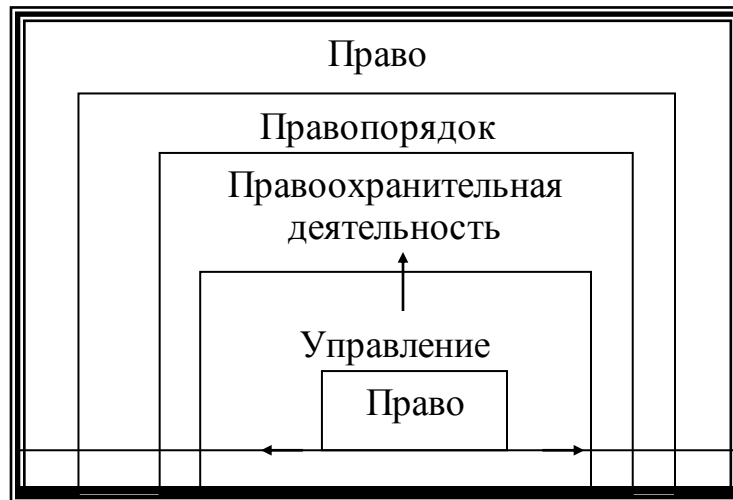 Право
Правопорядок
Правоохранительная
деятельность
Управление
Право